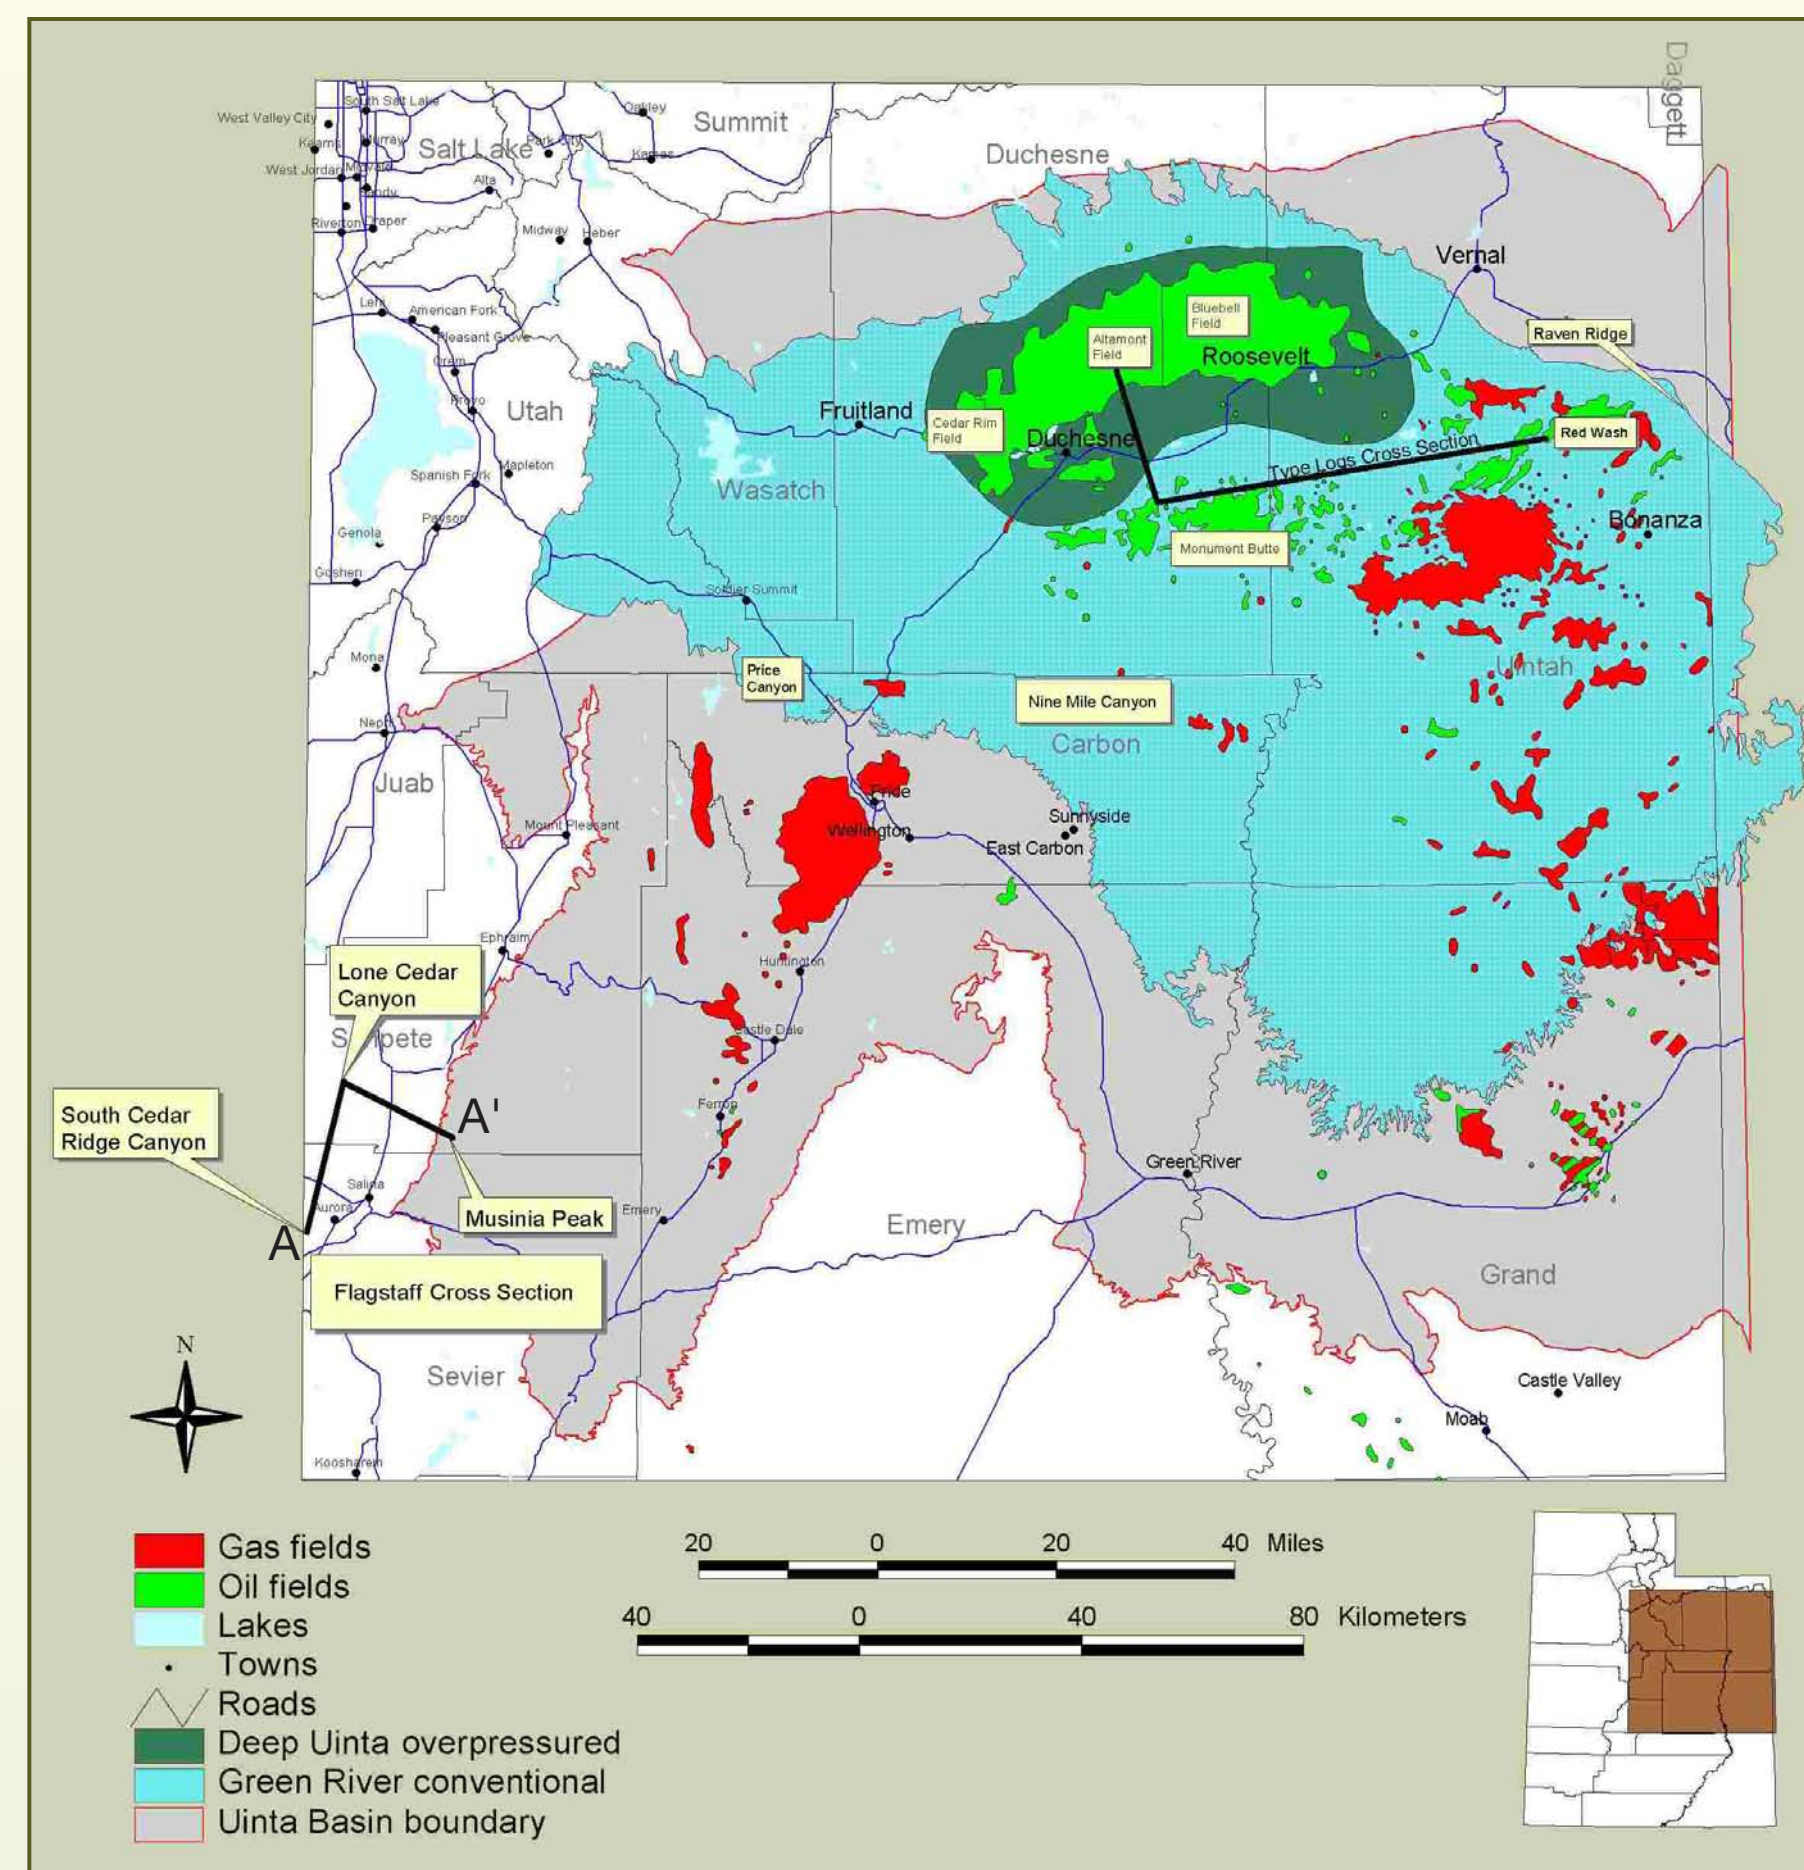 Daggett
South Salt Lake
Oakley
West Valley City
Summit
Murray
Salt Lake
Park City
Kearns
Kamas
Duchesne
West Jordan
Midvale
Sandy
Alta
Riverton
Draper
Midway
Heber
Vernal
Lehi
American Fork
Bluebell
Field
Pleasant Grove
Altamont
Field
Raven Ridge
Roosevelt
Orem
Provo
Utah
Fruitland
Cedar Rim
Field
Duchesne
Red Wash
Type Logs Cross Section
Mapleton
Spanish Fork
Wasatch
Payson
Bonanza
Genola
Monument Butte
Goshen
Soldier Summit
Mona
Price
Canyon
Uintah
Nine Mile Canyon
Nephi
Carbon
Juab
Price
Mount Pleasant
Wellington
Sunnyside
East Carbon
Ephraim
Lone Cedar
Canyon
Huntington
Sanpete
Castle Dale
South Cedar
Ridge Canyon
A'
Ferron
Green River
Salina
Aurora
Musinia Peak
Emery
Emery
A
Flagstaff Cross Section
Grand
N
Sevier
Castle Valley
Moab
Koosharem
Gas fields
Oil fields
Lakes
Towns
Roads
Deep Uinta overpressured
Green River conventional
Uinta Basin boundary
20 0 20 40 Miles
40 0 40 80 Kilometers